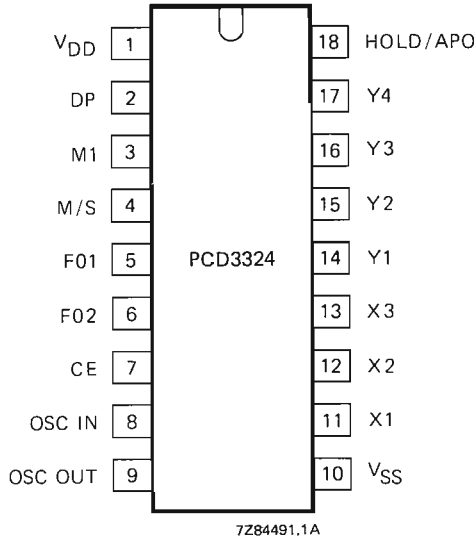 VDD 1 18 HOLD/APO
DP 2 17 Y4
M1 3 16 Y3
M/S 4 15 Y2
F01 5 PCD3324 14 Y1
F02 6 13 X3
CE 7 12 X2
OSC IN 8 11 X1
OSC OUT 9 10 VSS
7Z84491,1A